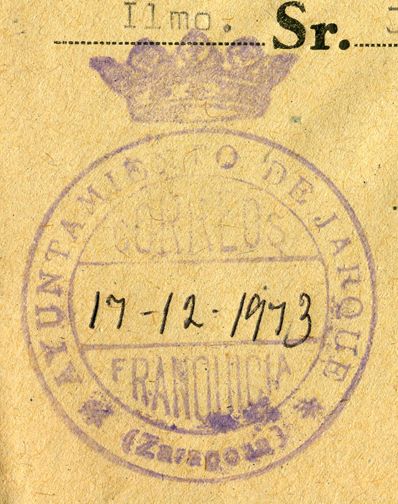 Ilmo. Sr.
AYUNTAMIENTO DE JARQUE
CORREOS
17-12-1973
FRANQUICIA
(Zaragoza)